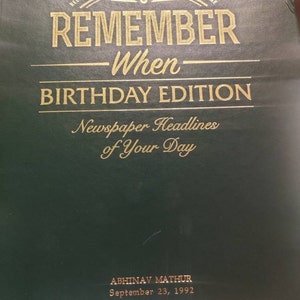 REMEMBER
When
BIRTHDAY EDITION
Newspaper Headlines
of Your Day
ABHINAV MATHUR
September 23, 1992